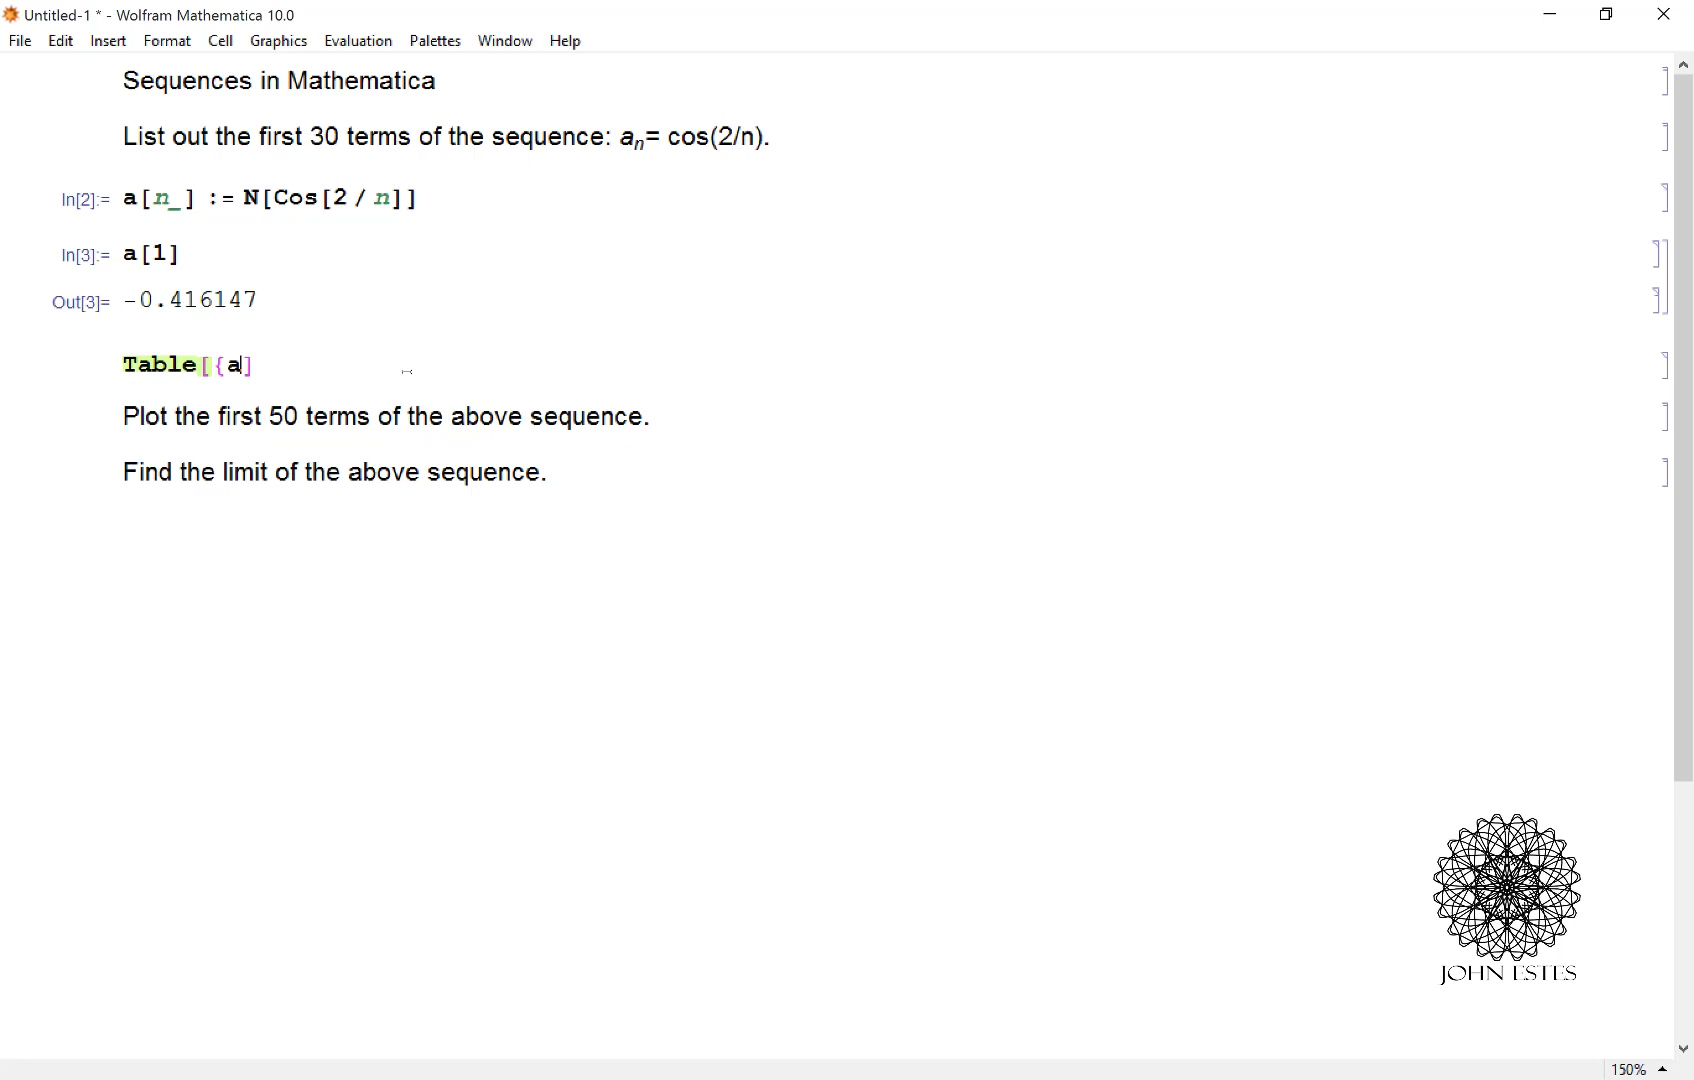 Untitled-1 * - Wolfram Mathematica 10.0
File Edit Insert Format Cell Graphics Evaluation Palettes Window Help
Sequences in Mathematica
List out the first 30 terms of the sequence: aₙ= cos(2/n).
In[2]:= a[n_] := N[Cos[2 / n]]
In[3]:= a[1]
Out[3]= -0.416147
Table[{a]
Plot the first 50 terms of the above sequence.
Find the limit of the above sequence.
JOHN ESTES
150%